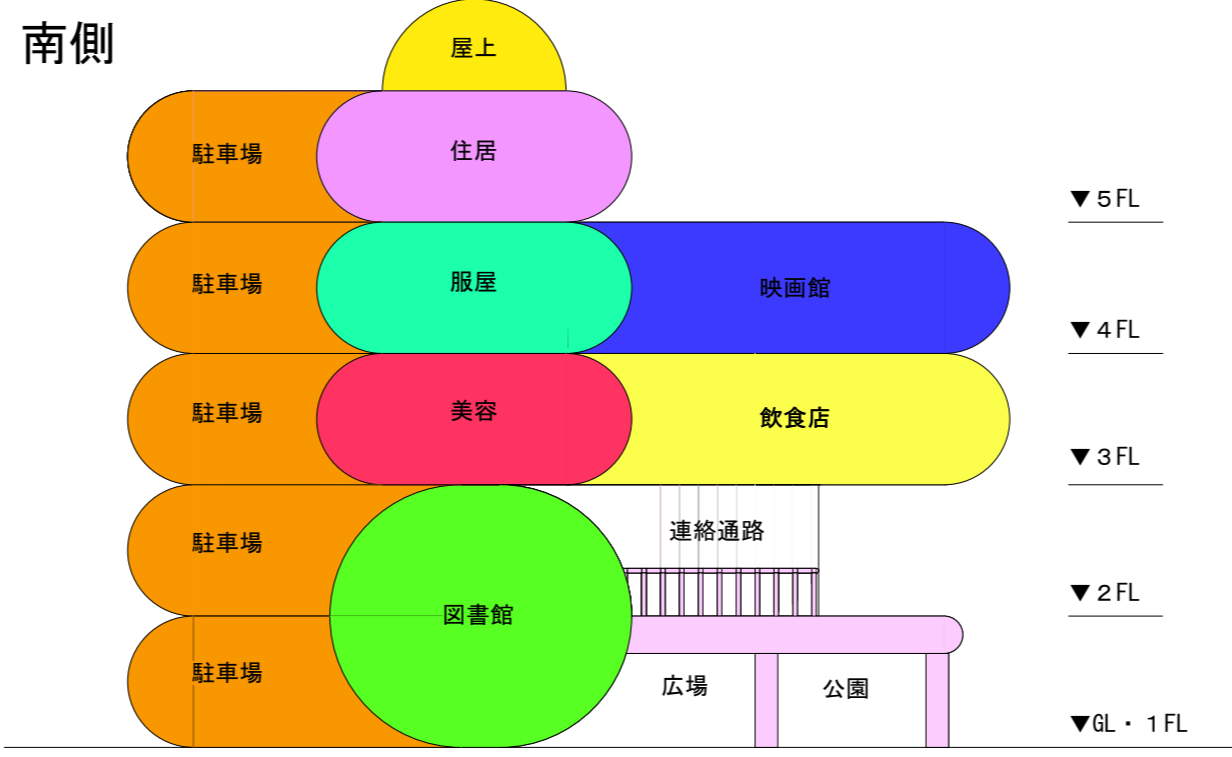 南側
屋上
駐車場
住居
▼5FL
駐車場
服屋
映画館
▼4FL
駐車場
美容
飲食店
▼3FL
駐車場
連絡通路
▼2FL
図書館
駐車場
広場
公園
▼GL・1FL